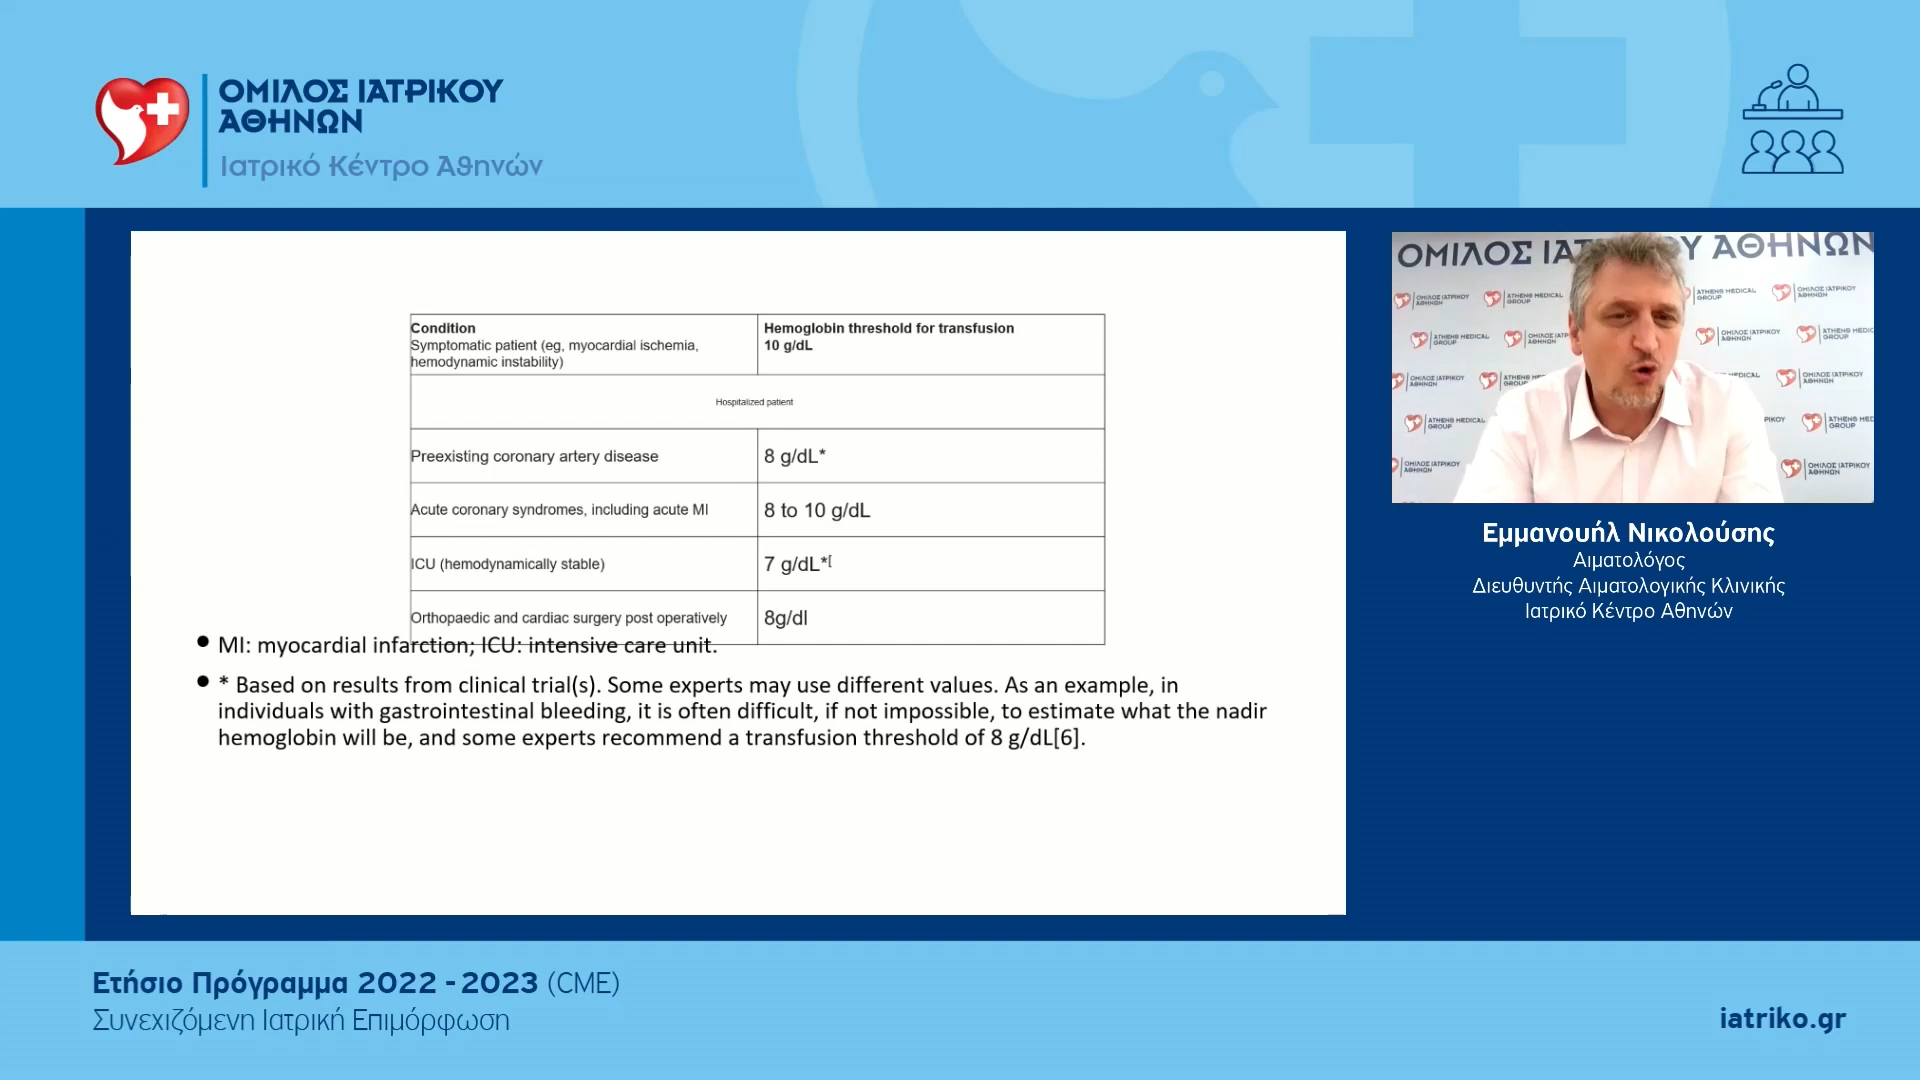 ΟΜΙΛΟΣ ΙΑΤΡΙΚΟΥ
ΑΘΗΝΩΝ
Ιατρικό Κέντρο Αθηνών
Condition
Symptomatic patient (eg, myocardial ischemia,
hemodynamic instability)
Hemoglobin threshold for transfusion
10 g/dL
Hospitalized patient
Preexisting coronary artery disease
8 g/dL*
Acute coronary syndromes, including acute MI
8 to 10 g/dL
ICU (hemodynamically stable)
7 g/dL*[
Orthopaedic and cardiac surgery post operatively
8g/dl
• MI: myocardial infarction; ICU: intensive care unit.
• * Based on results from clinical trial(s). Some experts may use different values. As an example, in
individuals with gastrointestinal bleeding, it is often difficult, if not impossible, to estimate what the nadir
hemoglobin will be, and some experts recommend a transfusion threshold of 8 g/dL[6].
Εμμανουήλ Νικολούσης
Αιματολόγος
Διευθυντής Αιματολογικής Κλινικής
Ιατρικό Κέντρο Αθηνών
Ετήσιο Πρόγραμμα 2022 - 2023 (CME)
Συνεχιζόμενη Ιατρική Επιμόρφωση
iatriko.gr